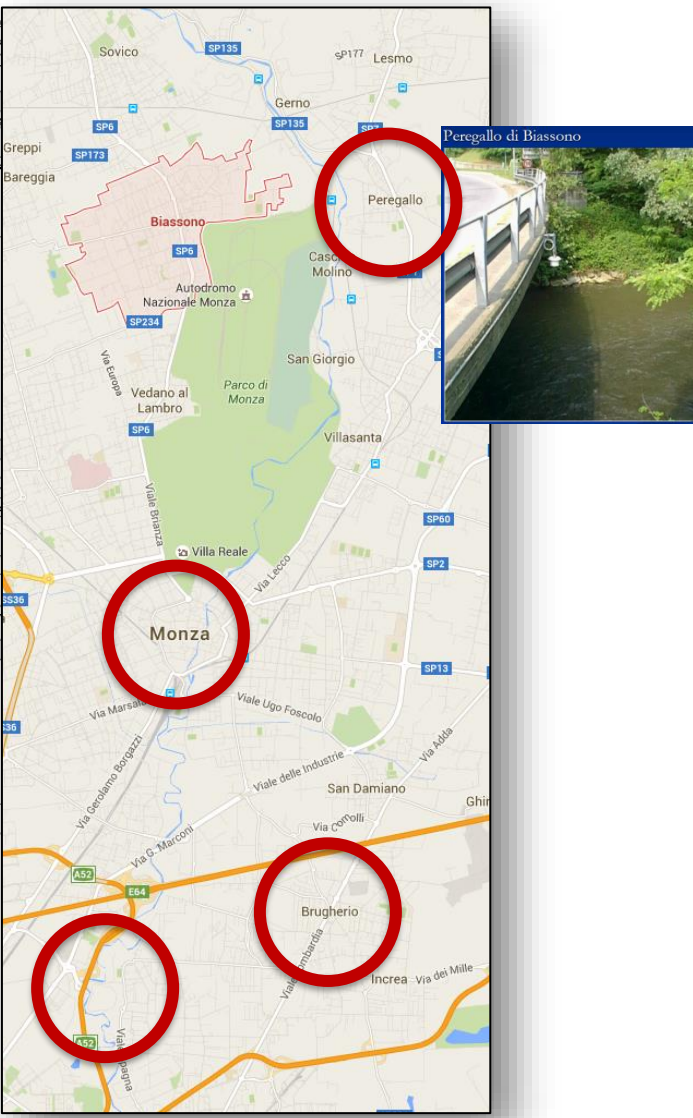 Sovico
SP135
SP177
Lesmo
Gerno
SP135
SP7
SP6
Greppi
SP173
Bareggia
Peregallo di Biassono
Peregallo
Biassono
SP6
Autodromo
Nazionale Monza
Molino
SP234
San Giorgio
Via Europa
Parco di
Monza
Vedano al
Lambro
SP6
Villasanta
Viale Brianza
SP60
Villa Reale
SP2
Via Lecco
SS36
Monza
SP13
Via Marsala
Viale Ugo Foscolo
Via Adda
Via Gerolamo Borgazzi
Viale delle Industrie
San Damiano
Via Comolli
Via G. Marconi
A52
E64
Brugherio
Viale Lombardia
Increa
Via dei Mille
A52